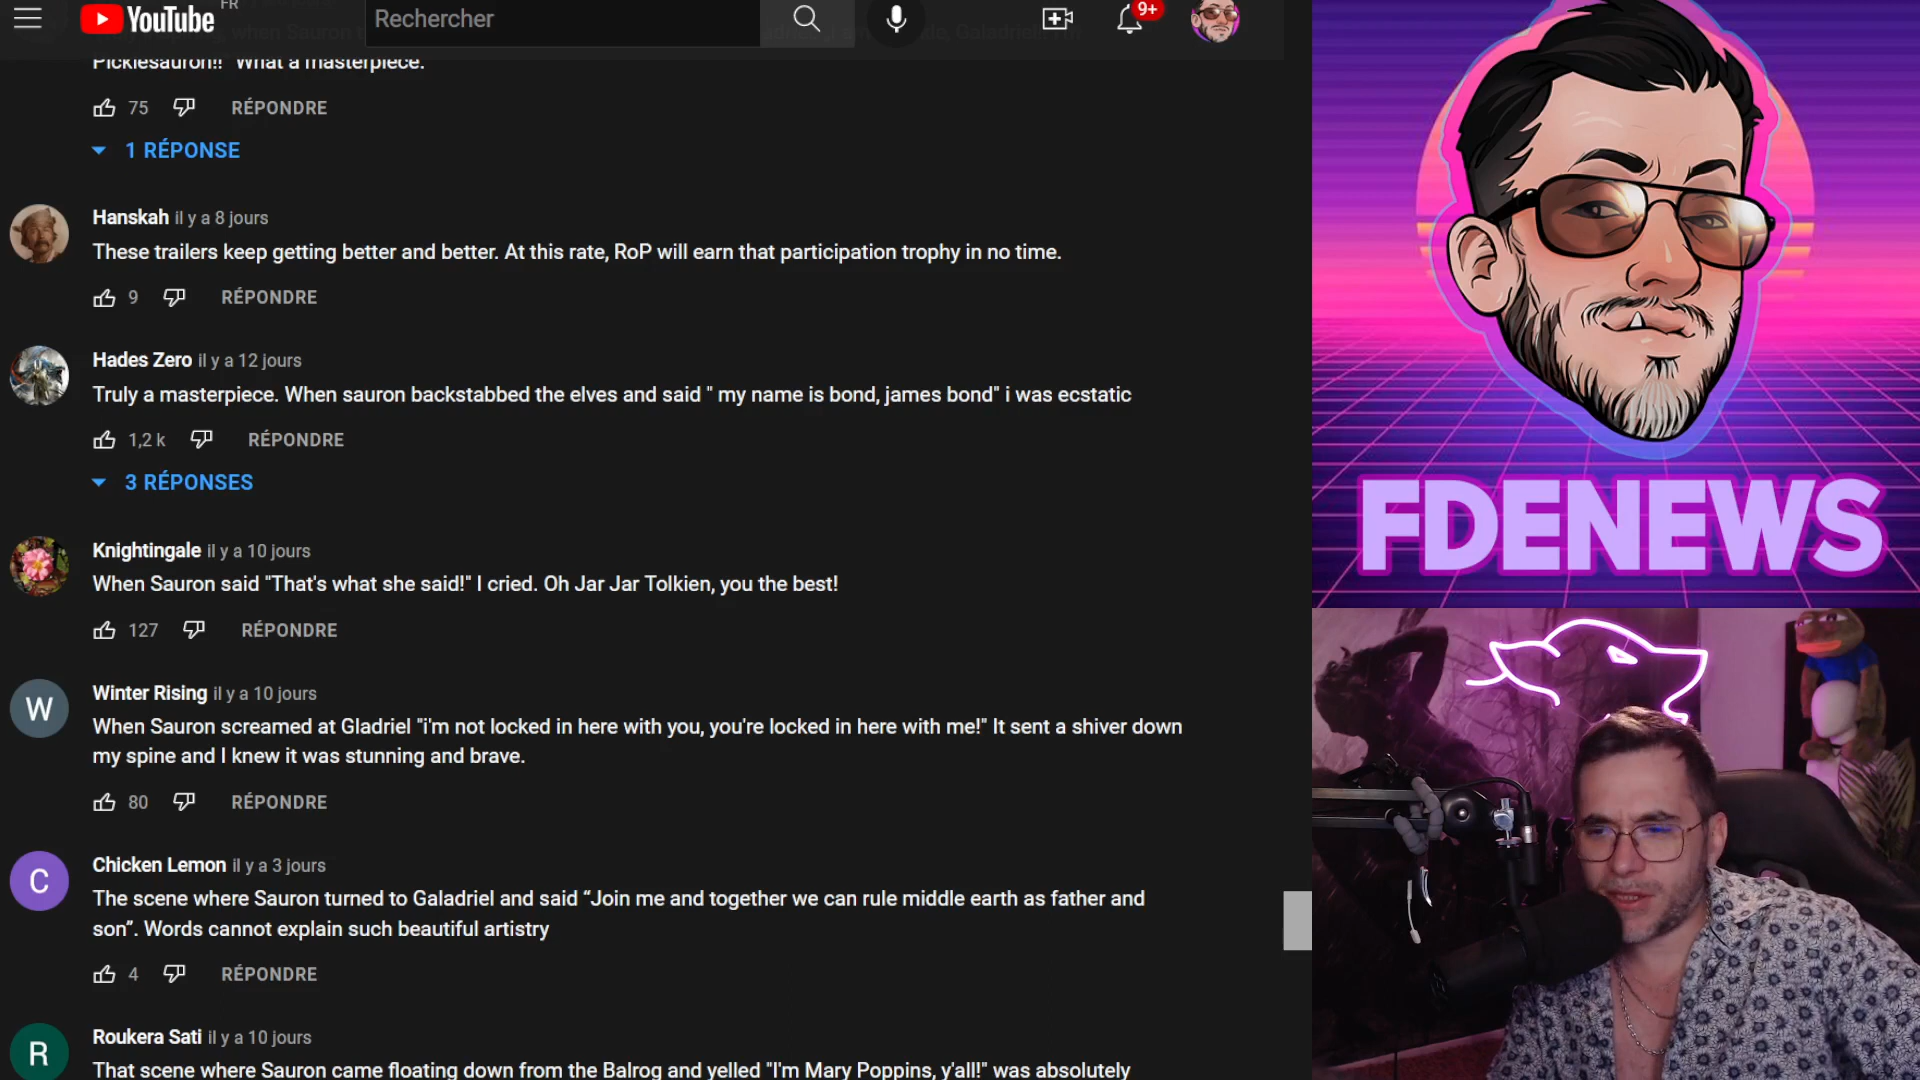 FR
YouTube
Rechercher
9+
Picklesauron!!" What a masterpiece.
75
RÉPONDRE
1 RÉPONSE
Hanskah il y a 8 jours
These trailers keep getting better and better. At this rate, RoP will earn that participation trophy in no time.
9
RÉPONDRE
Hades Zero il y a 12 jours
Truly a masterpiece. When sauron backstabbed the elves and said " my name is bond, james bond" i was ecstatic
1,2 k
RÉPONDRE
3 RÉPONSES
Knightingale il y a 10 jours
When Sauron said "That's what she said!" I cried. Oh Jar Jar Tolkien, you the best!
127
RÉPONDRE
W
Winter Rising il y a 10 jours
When Sauron screamed at Gladriel "i'm not locked in here with you, you're locked in here with me!" It sent a shiver down
my spine and I knew it was stunning and brave.
80
RÉPONDRE
C
Chicken Lemon il y a 3 jours
The scene where Sauron turned to Galadriel and said “Join me and together we can rule middle earth as father and
son”. Words cannot explain such beautiful artistry
4
RÉPONDRE
R
Roukera Sati il y a 10 jours
That scene where Sauron came floating down from the Balrog and yelled "I'm Mary Poppins, y'all!" was absolutely
FDENEWS